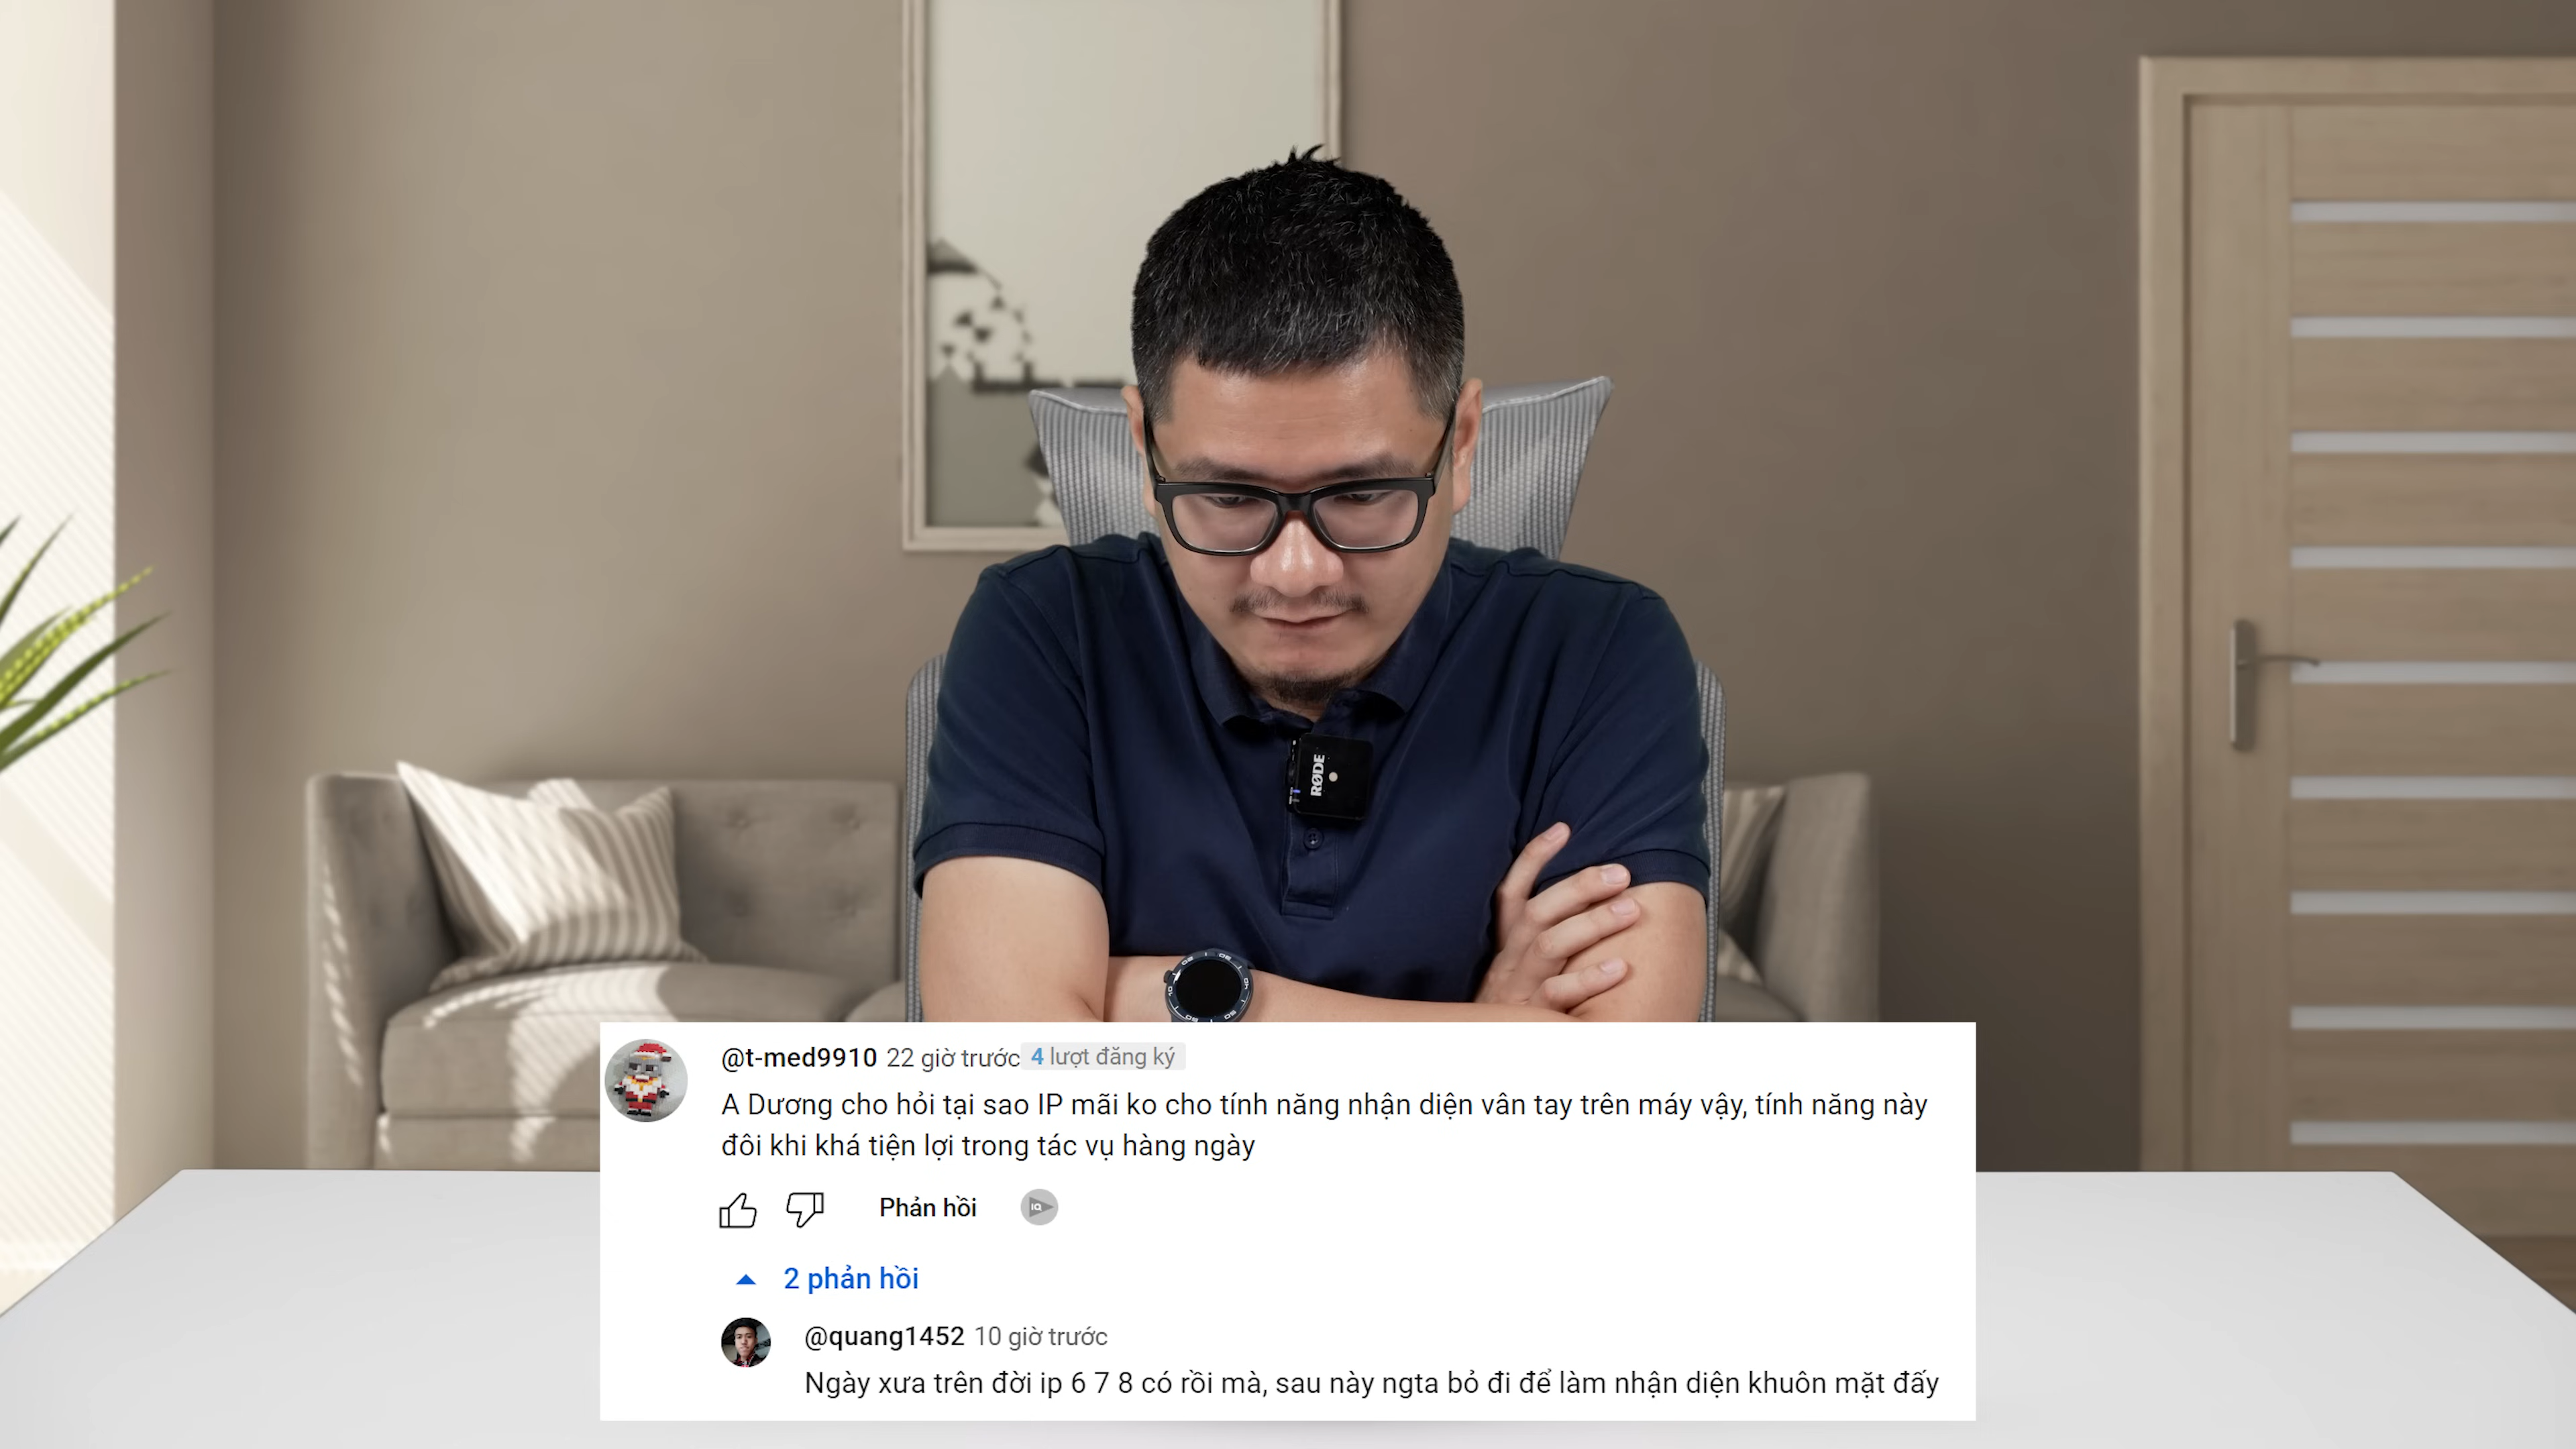 RØDE
@t-med9910 22 giờ trước 4 lượt đăng ký
A Dương cho hỏi tại sao IP mãi ko cho tính năng nhận diện vân tay trên máy vậy, tính năng này
đôi khi khá tiện lợi trong tác vụ hàng ngày
Phản hồi IQ
2 phản hồi
@quang1452 10 giờ trước
Ngày xưa trên đời ip 6 7 8 có rồi mà, sau này ngta bỏ đi để làm nhận diện khuôn mặt đấy